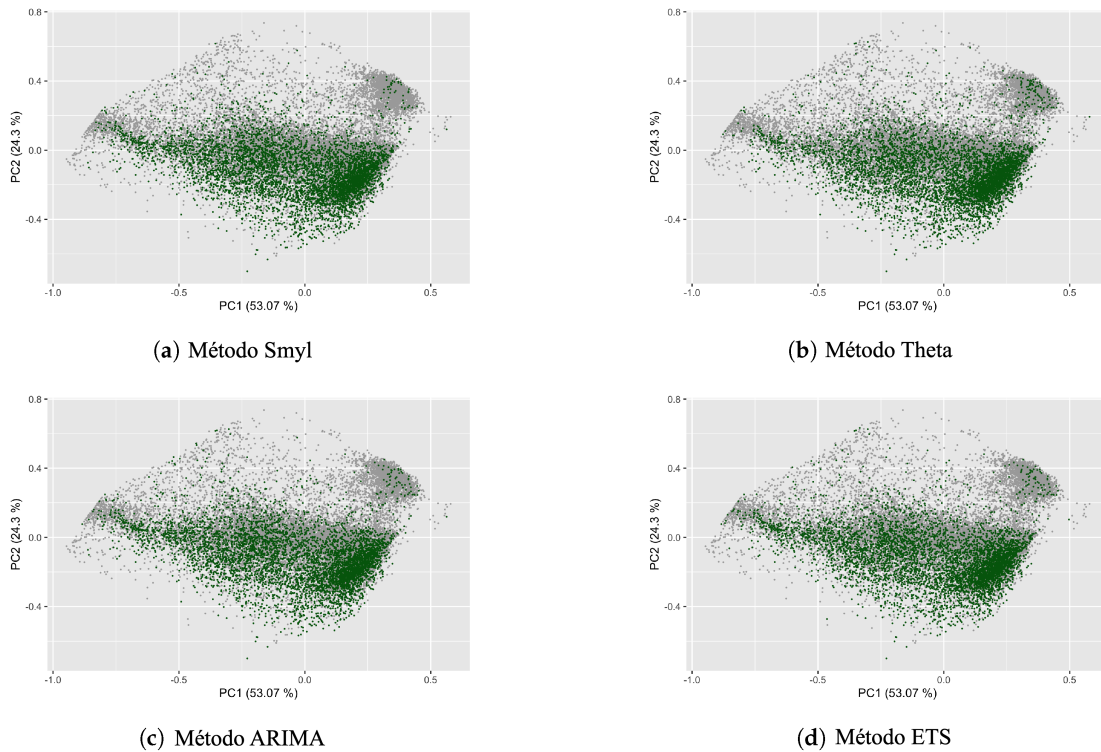 0.8
0.4
0.0
-0.4
PC2 (24.3 %)
-1.0 -0.5 0.0 0.5
PC1 (53.07 %)
(a) Método Smyl
0.8
0.4
0.0
-0.4
PC2 (24.3 %)
-1.0 -0.5 0.0 0.5
PC1 (53.07 %)
(b) Método Theta
0.8
0.4
0.0
-0.4
PC2 (24.3 %)
-1.0 -0.5 0.0 0.5
PC1 (53.07 %)
(c) Método ARIMA
0.8
0.4
0.0
-0.4
PC2 (24.3 %)
-1.0 -0.5 0.0 0.5
PC1 (53.07 %)
(d) Método ETS